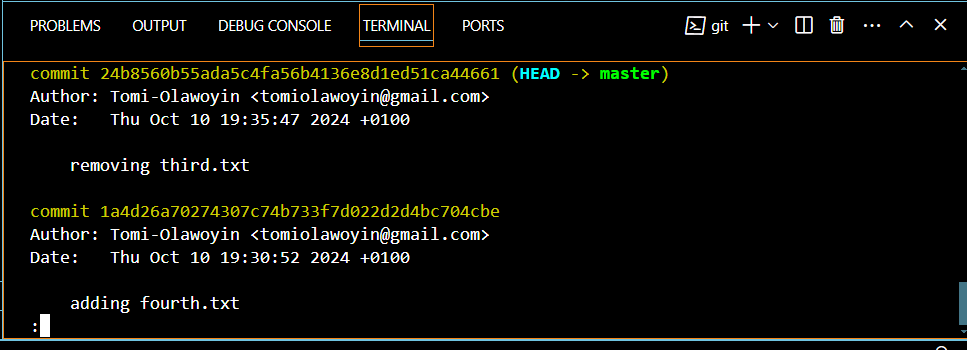 PROBLEMS OUTPUT DEBUG CONSOLE TERMINAL PORTS git
commit 24b8560b55ada5c4fa56b4136e8d1ed51ca44661 (HEAD -> master)
Author: Tomi-Olawoyin <tomiolawoyin@gmail.com>
Date:   Thu Oct 10 19:35:47 2024 +0100
    removing third.txt
commit 1a4d26a70274307c74b733f7d022d2d4bc704cbe
Author: Tomi-Olawoyin <tomiolawoyin@gmail.com>
Date:   Thu Oct 10 19:30:52 2024 +0100
    adding fourth.txt
: